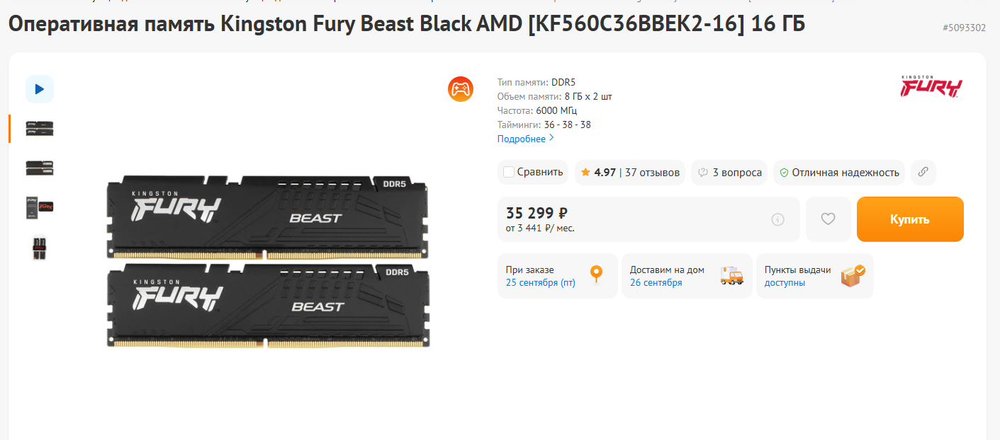 Оперативная память Kingston Fury Beast Black AMD [KF560C36BBEK2-16] 16 ГБ
#5093302
Тип памяти: DDR5
Объем памяти: 8 ГБ x 2 шт
Частота: 6000 МГц
Тайминги: 36 - 38 - 38
Подробнее
KINGSTON
FURY
Сравнить
4.97 | 37 отзывов
3 вопроса
Отличная надежность
35 299 ₽
от 3 441 ₽/ мес.
Купить
При заказе
25 сентября (пт)
Доставим на дом
26 сентября
Пункты выдачи
доступны
KINGSTON
FURY
BEAST
DDR5
KINGSTON
FURY
BEAST
DDR5